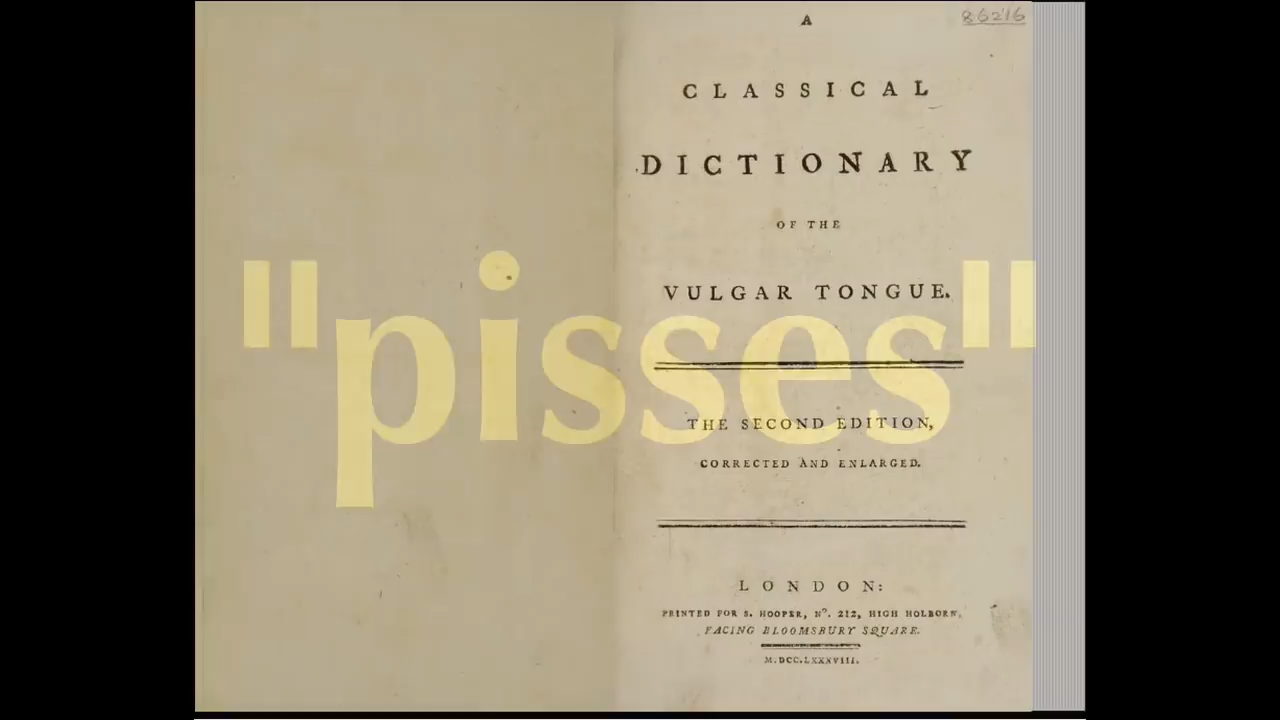 A
86216
CLASSICAL
DICTIONARY
OF THE
VULGAR TONGUE.
"pisses"
THE SECOND EDITION,
CORRECTED AND ENLARGED.
LONDON:
PRINTED FOR S. HOOPER, Nº. 212, HIGH HOLBORN,
FACING BLOOMSBURY SQUARE.
M.DCC.LXXXVIII.